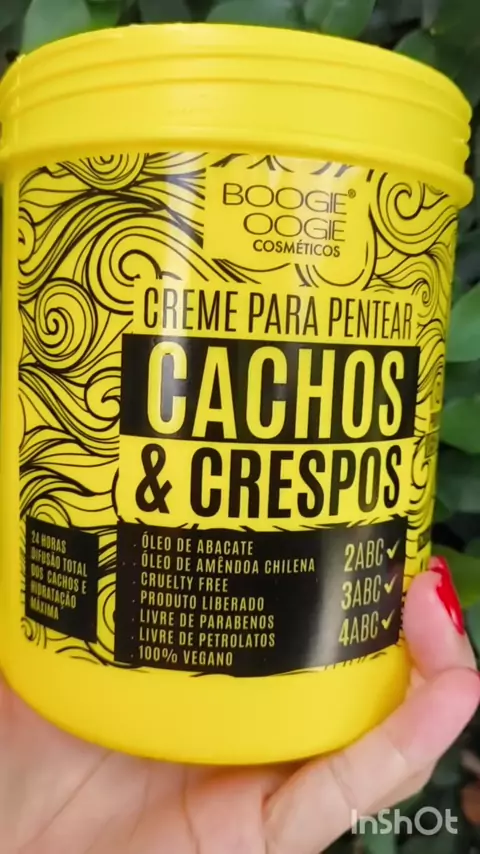 BOOGIE®
OOGIE
COSMÉTICOS
CREME PARA PENTEAR
CACHOS
& CRESPOS
24 HORAS
DIFUSÃO TOTAL
DOS CACHOS E
HIDRATAÇÃO
MÁXIMA
. ÓLEO DE ABACATE
. ÓLEO DE AMÊNDOA CHILENA
. CRUELTY FREE
. PRODUTO LIBERADO
. LIVRE DE PARABENOS
. LIVRE DE PETROLATOS
. 100% VEGANO
2ABC ✓
3ABC ✓
4ABC ✓
InShOt